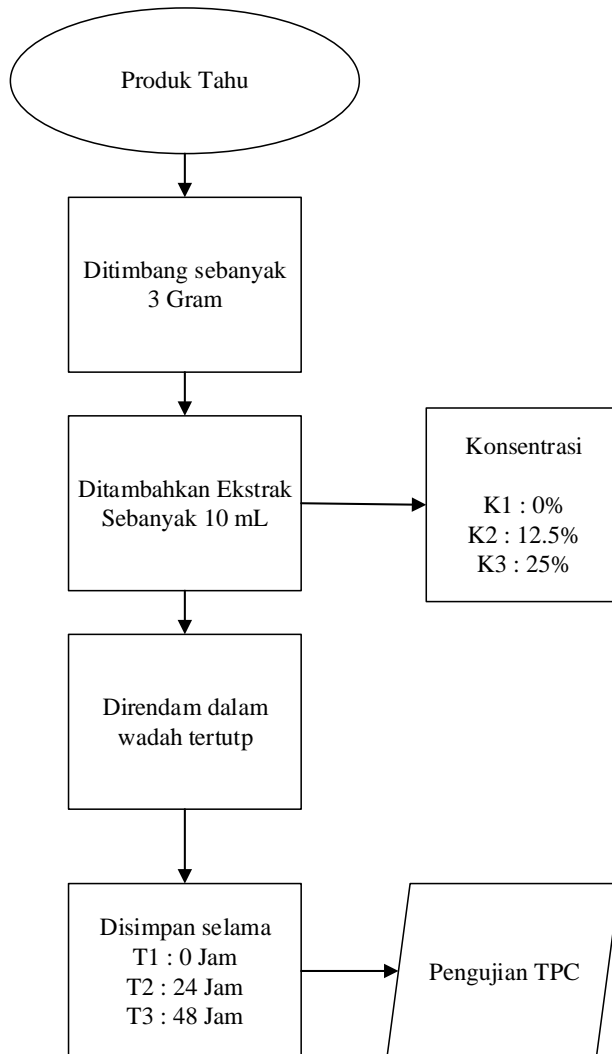 Produk Tahu
Ditimbang sebanyak
3 Gram
Ditambahkan Ekstrak
Sebanyak 10 mL
Konsentrasi
K1 : 0%
K2 : 12.5%
K3 : 25%
Direndam dalam
wadah tertutp
Disimpan selama
T1 : 0 Jam
T2 : 24 Jam
T3 : 48 Jam
Pengujian TPC